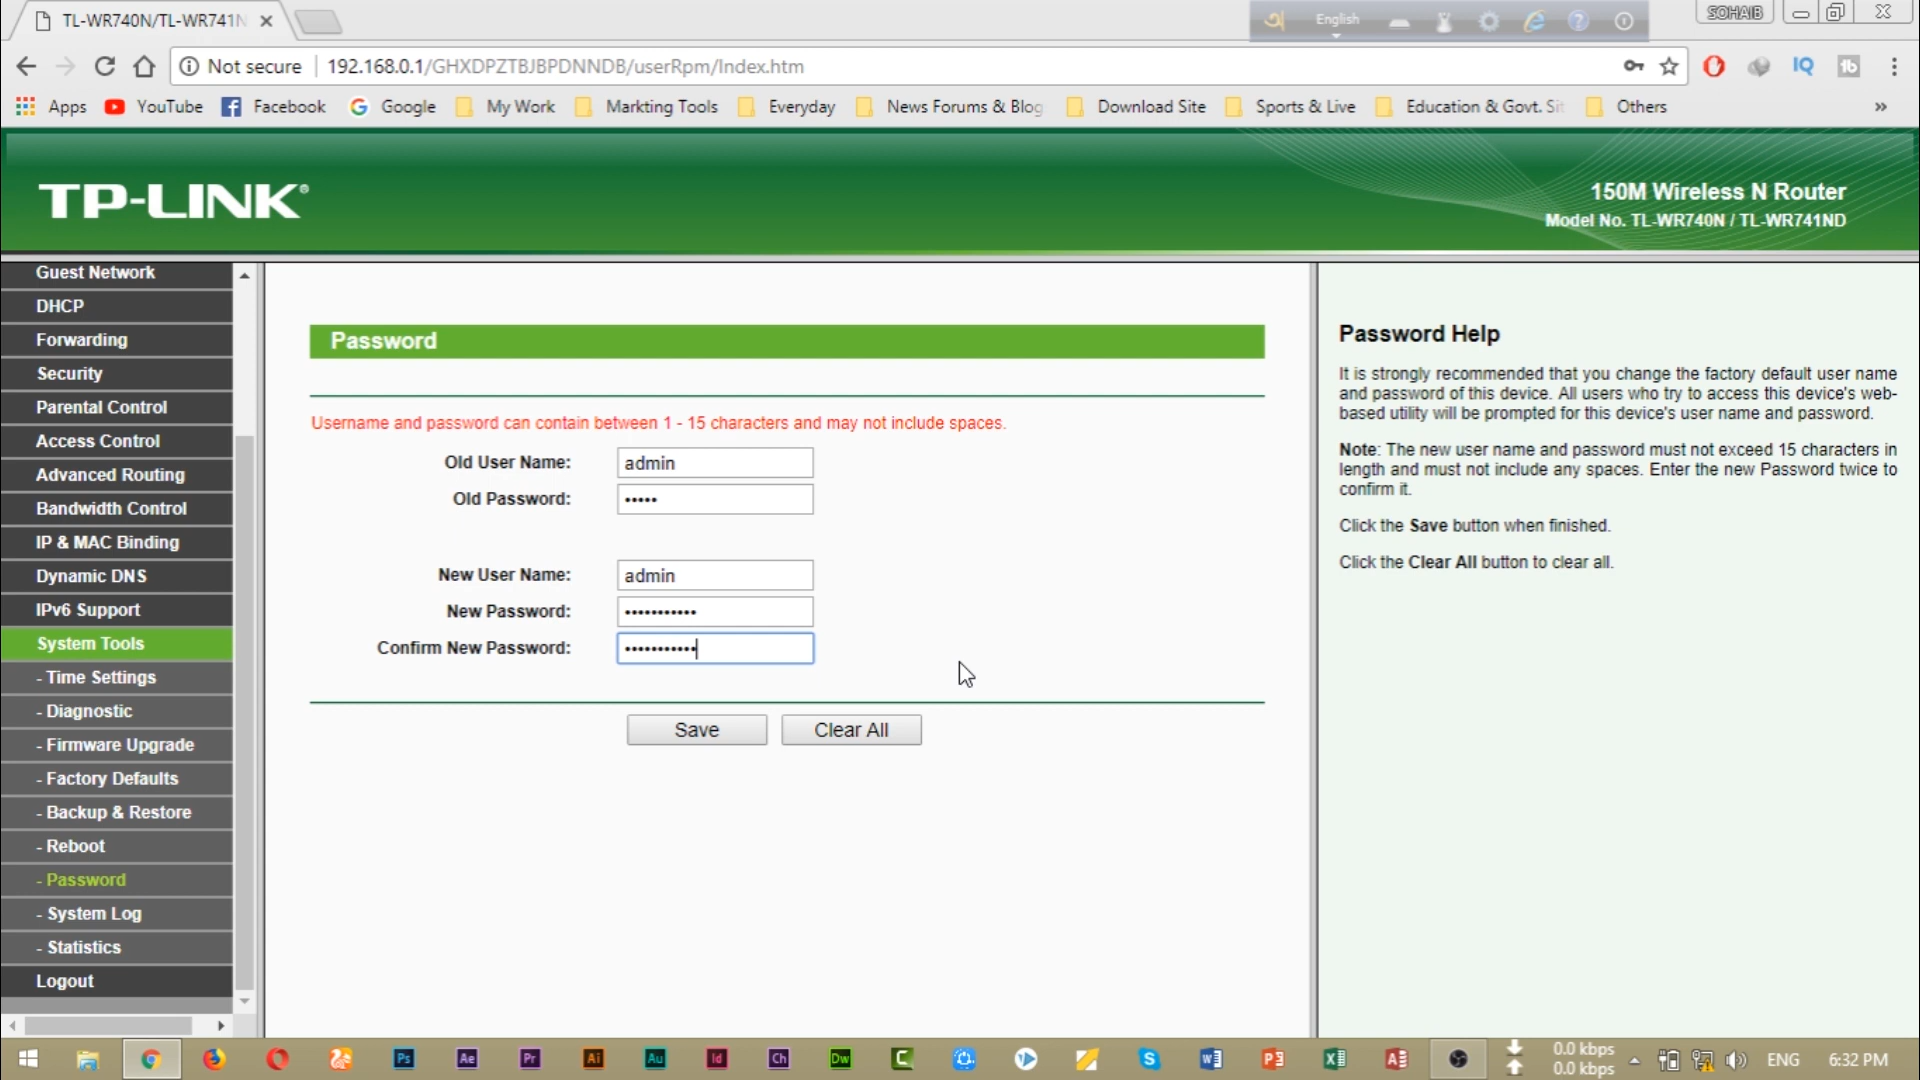 TL-WR740N/TL-WR741N
English
SOHAIB
Not secure
192.168.0.1/GHXDPZTBJBPDNNDB/userRpm/Index.htm
IQ
Apps
YouTube
Facebook
Google
My Work
Markting Tools
Everyday
News Forums & Blog
Download Site
Sports & Live
Education & Govt. Sit
Others
»
TP-LINK®
150M Wireless N Router
Model No. TL-WR740N / TL-WR741ND
Guest Network
DHCP
Forwarding
Security
Parental Control
Access Control
Advanced Routing
Bandwidth Control
IP & MAC Binding
Dynamic DNS
IPv6 Support
System Tools
- Time Settings
- Diagnostic
- Firmware Upgrade
- Factory Defaults
- Backup & Restore
- Reboot
- Password
- System Log
- Statistics
Logout
Password
Username and password can contain between 1 - 15 characters and may not include spaces.
Old User Name: admin
Old Password: •••••
New User Name: admin
New Password: •••••••••••
Confirm New Password: •••••••••••
Save
Clear All
Password Help
It is strongly recommended that you change the factory default user name
and password of this device. All users who try to access this device's web-
based utility will be prompted for this device's user name and password.
Note: The new user name and password must not exceed 15 characters in
length and must not include any spaces. Enter the new Password twice to
confirm it.
Click the Save button when finished.
Click the Clear All button to clear all.
Ps
Ae
Pr
Ai
Au
Id
Ch
Dw
0.0 kbps
0.0 kbps
ENG
6:32 PM